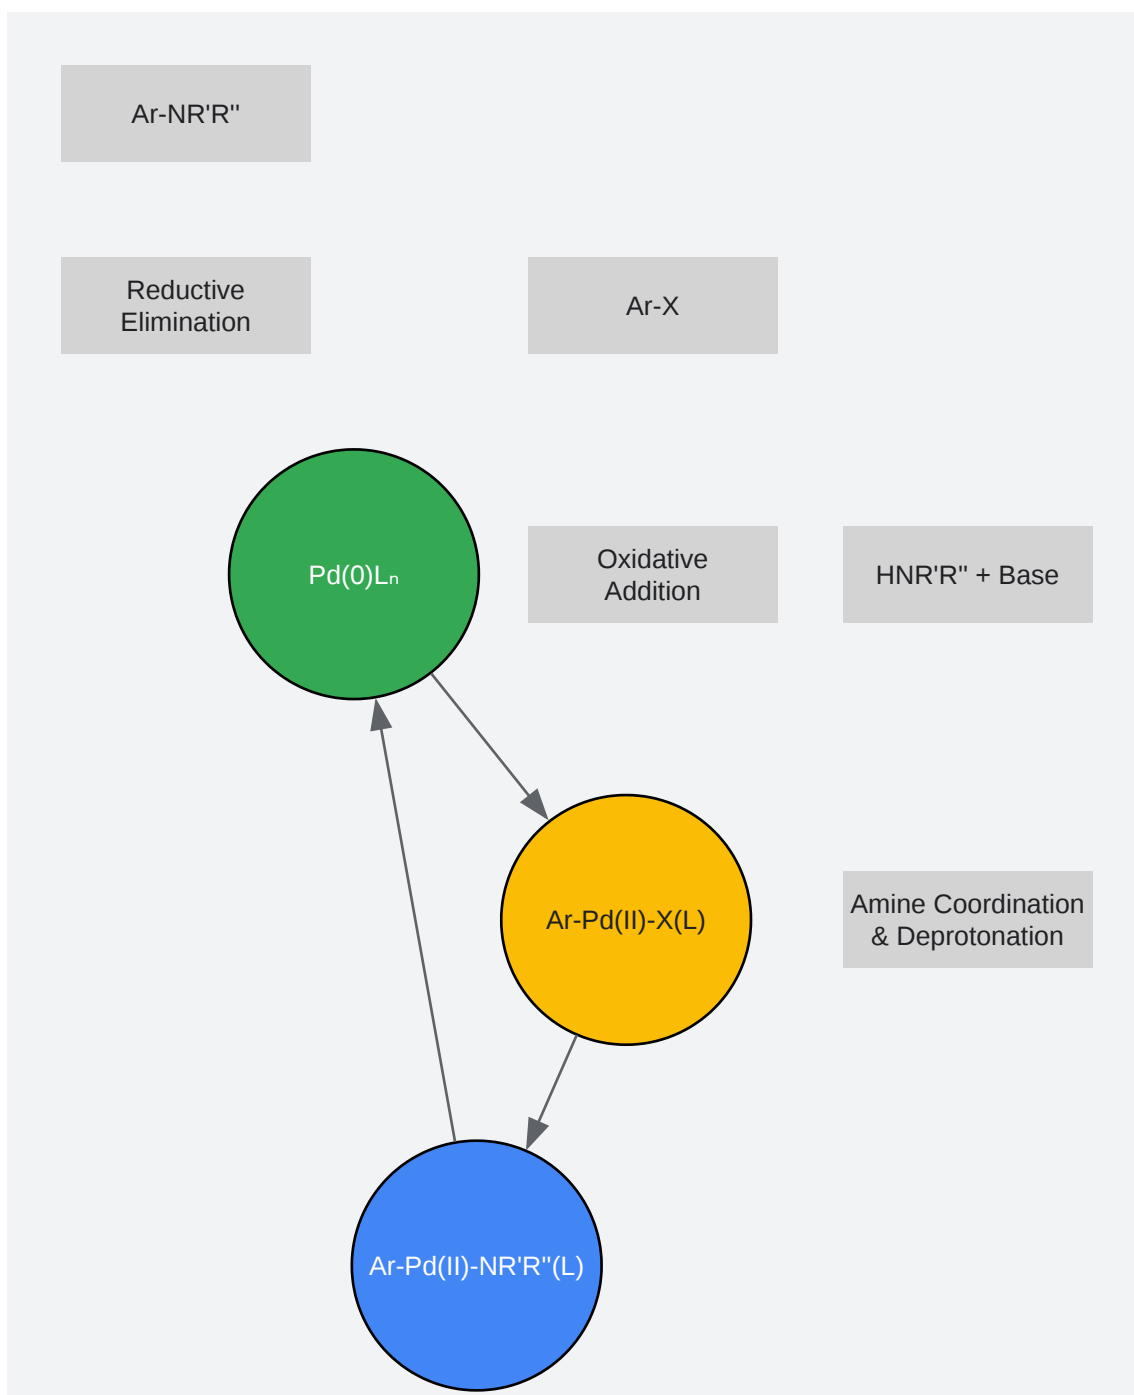 Ar-NR'R''
Reductive
Elimination
Ar-X
Pd(0)Lₙ
Oxidative
Addition
HNR'R'' + Base
Ar-Pd(II)-X(L)
Amine Coordination
& Deprotonation
Ar-Pd(II)-NR'R''(L)